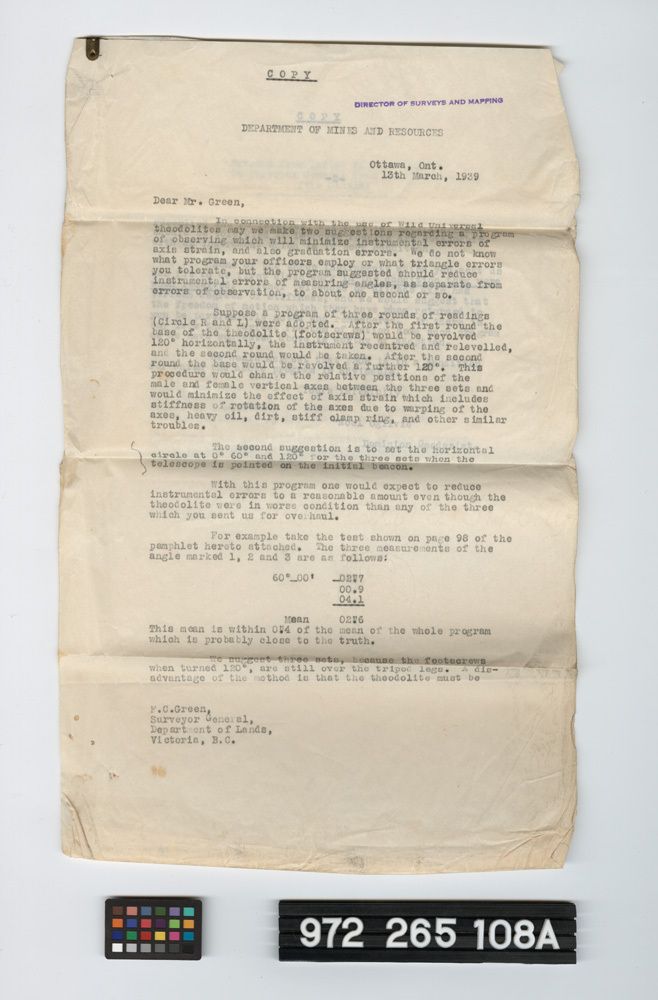 COPY
DIRECTOR OF SURVEYS AND MAPPING
COPY
DEPARTMENT OF MINES AND RESOURCES
-2-
Ottawa, Ont.
13th March, 1939
Dear Mr. Green,
In connection with the use of Wild Universal
theodolites may we make two suggestions regarding a program
of observing which will minimize instrumental errors of
axis strain, and also graduation errors. We do not know
what program your officers employ or what triangle errors
you tolerate, but the program suggested should reduce
instrumental errors of measuring angles, as separate from
errors of observation, to about one second or so.
Suppose a program of three rounds of readings
(Circle R and L) were adopted. After the first round the
base of the theodolite (footscrews) would be revolved
120° horizontally, the instrument recentred and relevelled,
and the second round would be taken. After the second
round the base would be revolved a further 120°. This
procedure would chan e the relative positions of the
male and female vertical axes between the three sets and
would minimize the effect of axis strain which includes
stiffness of rotation of the axes due to warping of the
axes, heavy oil, dirt, stiff clamp ring, and other similar
troubles.
The second suggestion is to set the horizontal
circle at 0° 60° and 120° for the three sets when the
telescope is pointed on the initial beacon.
With this program one would expect to reduce
instrumental errors to a reasonable amount even though the
theodolite were in worse condition than any of the three
which you sent us for overhaul.
For example take the test shown on page 98 of the
pamphlet hereto attached. The three measurements of the
angle marked 1, 2 and 3 are as follows:
60°_00' _02"7
00.9
04.1
Mean 02"6
This mean is within 0"4 of the mean of the whole program
which is probably close to the truth.
We suggest three sets, because the footscrews
when turned 120°, are still over the tripod legs. A dis-
advantage of the method is that the theodolite must be
F.C.Green,
Surveyor General,
Department of Lands,
Victoria, B.C.
972 265 108A